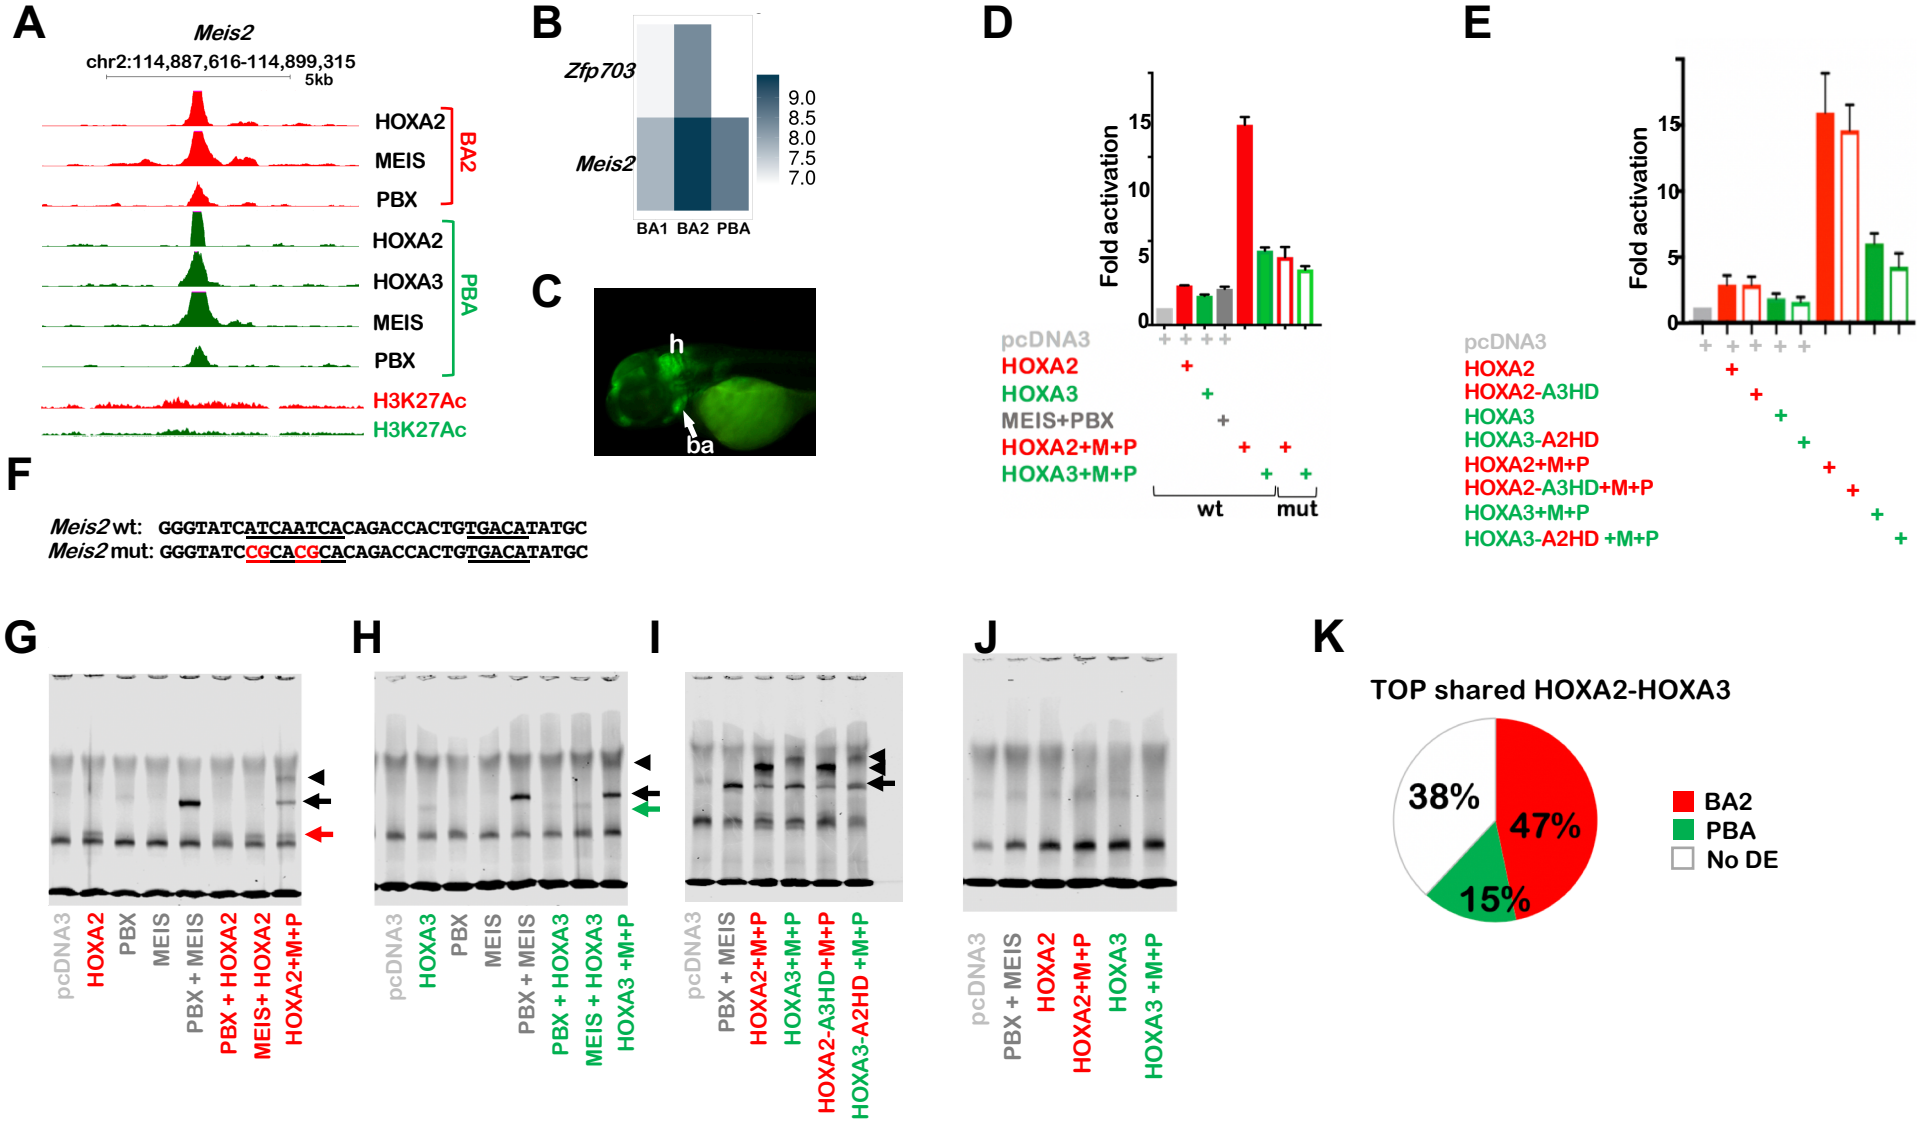 A
Meis2
chr2:114,887,616-114,899,315
5kb
HOXA2
MEIS
PBX
BA2
HOXA2
HOXA3
MEIS
PBX
PBA
H3K27Ac
H3K27Ac
B
Zfp703
Meis2
BA1 BA2 PBA
9.0
8.5
8.0
7.5
7.0
C
h
ba
D
Fold activation
15
10
5
0
pcDNA3 + + + +
HOXA2 +
HOXA3 +
MEIS+PBX +
HOXA2+M+P + +
HOXA3+M+P + +
wt mut
E
Fold activation
15
10
5
0
pcDNA3 + + + + +
HOXA2 +
HOXA2-A3HD +
HOXA3 +
HOXA3-A2HD +
HOXA2+M+P +
HOXA2-A3HD+M+P +
HOXA3+M+P +
HOXA3-A2HD +M+P +
F
Meis2 wt: GGGTATCATCAATCACAGACCACTGTGACATATGC
Meis2 mut: GGGTATCCGCACGCACAGACCACTGTGACATATGC
G
pcDNA3
HOXA2
PBX
MEIS
PBX + MEIS
PBX + HOXA2
MEIS+ HOXA2
HOXA2+M+P
H
pcDNA3
HOXA3
PBX
MEIS
PBX + MEIS
PBX + HOXA3
MEIS + HOXA3
HOXA3 +M+P
I
pcDNA3
PBX + MEIS
HOXA2+M+P
HOXA3+M+P
HOXA2-A3HD+M+P
HOXA3-A2HD +M+P
J
pcDNA3
PBX + MEIS
HOXA2
HOXA2+M+P
HOXA3
HOXA3 +M+P
K
TOP shared HOXA2-HOXA3
38%
47%
15%
BA2
PBA
No DE